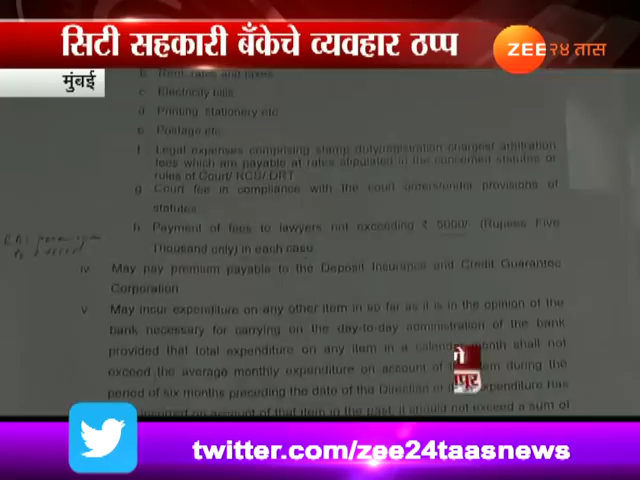 सिटी सहकारी बँकेचे व्यवहार ठप्प
ZEE २४ तास
मुंबई
b Rent, rates and taxes
c Electricity bills
d Printing, stationery etc
e Postage etc
f Legal expenses comprising stamp duty/registration charges/ arbitration
fees which are payable at rates stipulated in the concerned statutes or
rules of Court/ RCS/ DRT
g Court fee in compliance with the court orders/under provisions of
statutes
h Payment of fees to lawyers not exceeding ₹ 5000/- (Rupees Five
Thousand only) in each case
iv May pay premium payable to the Deposit Insurance and Credit Guarantee
Corporation
v May incur expenditure on any other item in so far as it is in the opinion of the
bank necessary for carrying on the day-to-day administration of the bank
provided that total expenditure on any item in a calendar month shall not
exceed the average monthly expenditure on account of item during the
period of six months preceding the date of the Directive expenditure has
incurred on account of that item in the past, it should not exceed a sum of
twitter.com/zee24taasnews